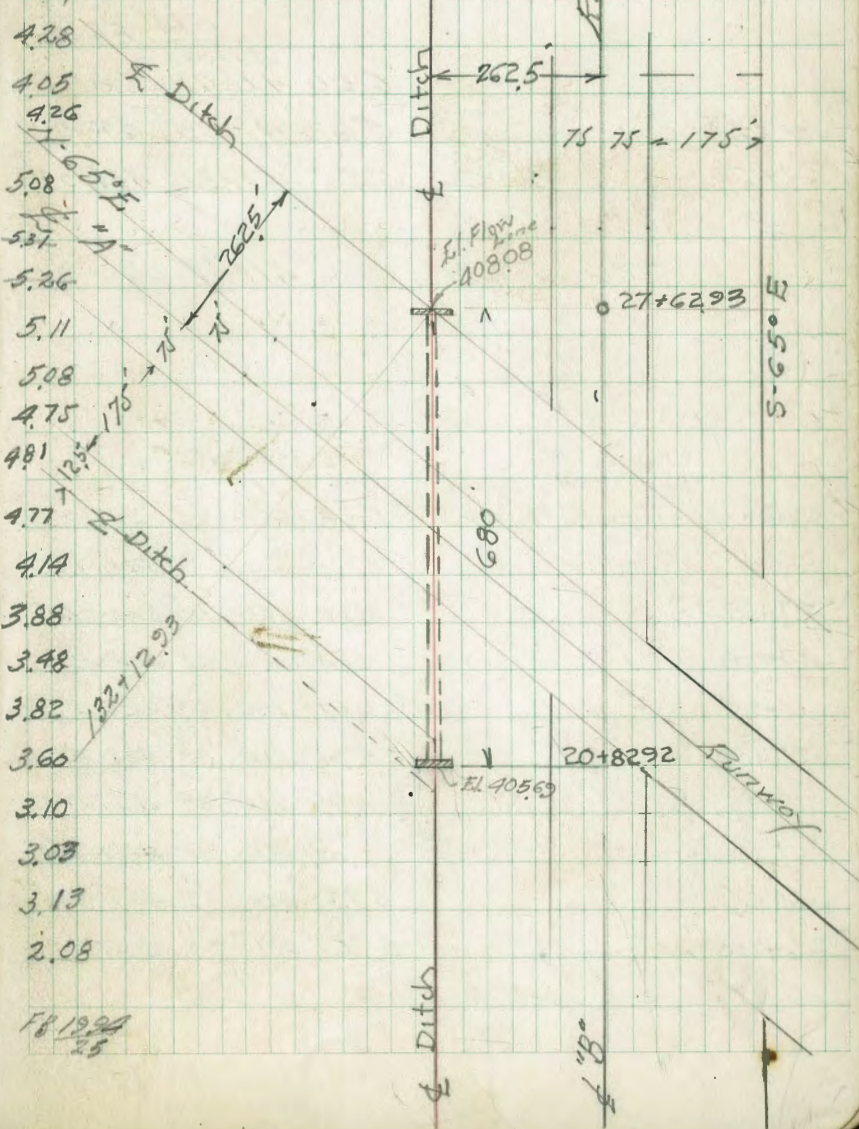 4.28
4.05
4.26
5.08
5.37
5.26
5.11
5.08
4.75
4.81
4.77
4.14
3.88
3.48
3.82
3.60
3.10
3.03
3.13
2.08
FB 1994
25
℄ Ditch
65° E
℄ "A"
262.5'
75'
75'
175'
12.5
℄ Ditch
132+12.93
℄ Ditch
262.5'
75 75 175'
El. Flow
Line
408.08
27+62.93
S-65° E
680
20+82.92
El. 405.69
Runway
℄ Ditch
℄ "B"